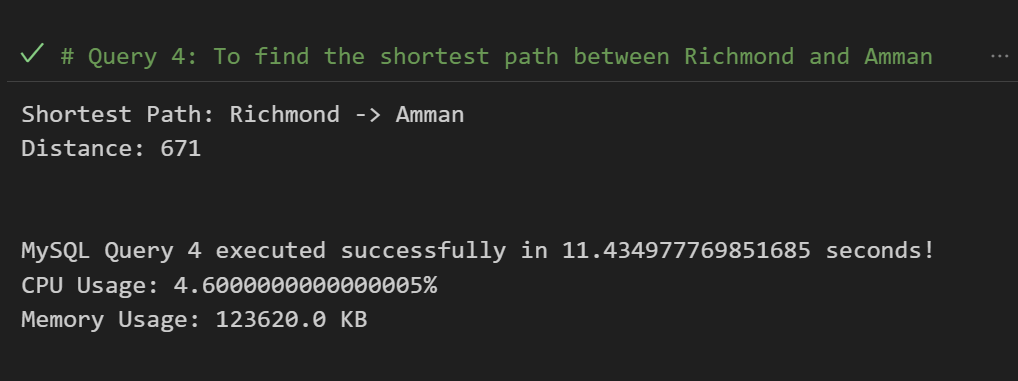 # Query 4: To find the shortest path between Richmond and Amman ...
Shortest Path: Richmond -> Amman
Distance: 671
MySQL Query 4 executed successfully in 11.434977769851685 seconds!
CPU Usage: 4.6000000000000005%
Memory Usage: 123620.0 KB